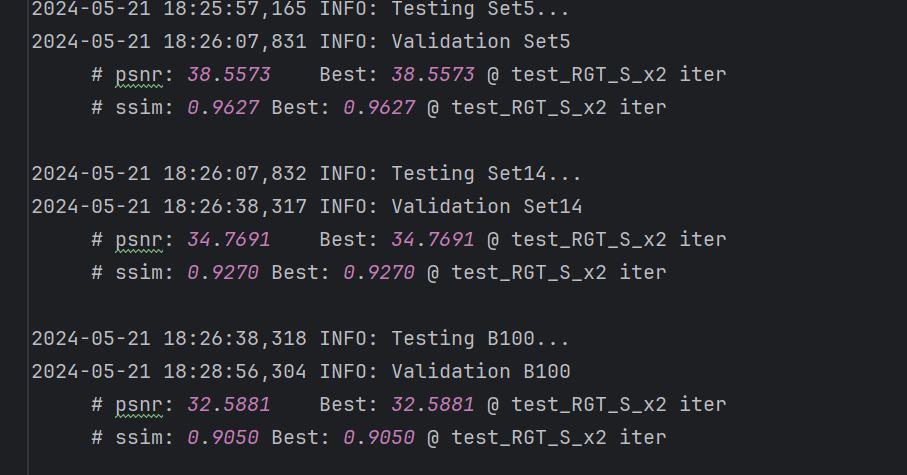 2024-05-21 18:25:57,165 INFO: Testing Set5...
2024-05-21 18:26:07,831 INFO: Validation Set5
# psnr: 38.5573 Best: 38.5573 @ test_RGT_S_x2 iter
# ssim: 0.9627 Best: 0.9627 @ test_RGT_S_x2 iter
2024-05-21 18:26:07,832 INFO: Testing Set14...
2024-05-21 18:26:38,317 INFO: Validation Set14
# psnr: 34.7691 Best: 34.7691 @ test_RGT_S_x2 iter
# ssim: 0.9270 Best: 0.9270 @ test_RGT_S_x2 iter
2024-05-21 18:26:38,318 INFO: Testing B100...
2024-05-21 18:28:56,304 INFO: Validation B100
# psnr: 32.5881 Best: 32.5881 @ test_RGT_S_x2 iter
# ssim: 0.9050 Best: 0.9050 @ test_RGT_S_x2 iter